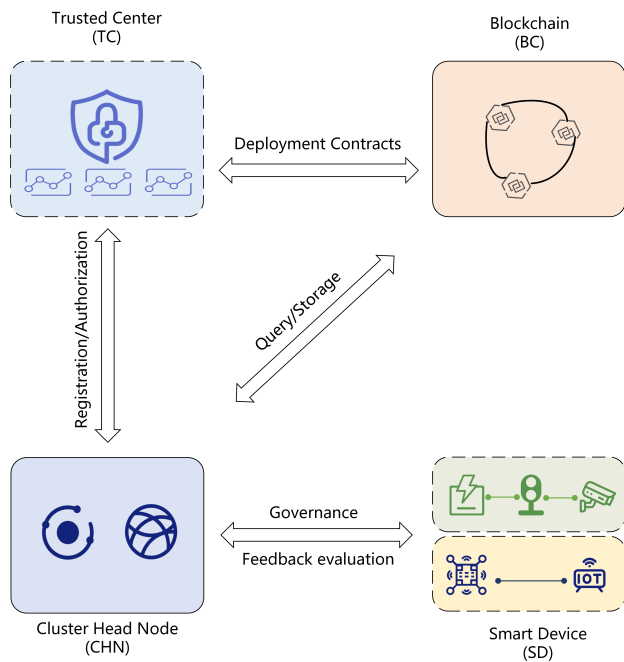 Trusted Center
(TC)
Blockchain
(BC)
Deployment Contracts
Registration/Authorization
Query/Storage
Governance
Feedback evaluation
IOT
Cluster Head Node
(CHN)
Smart Device
(SD)